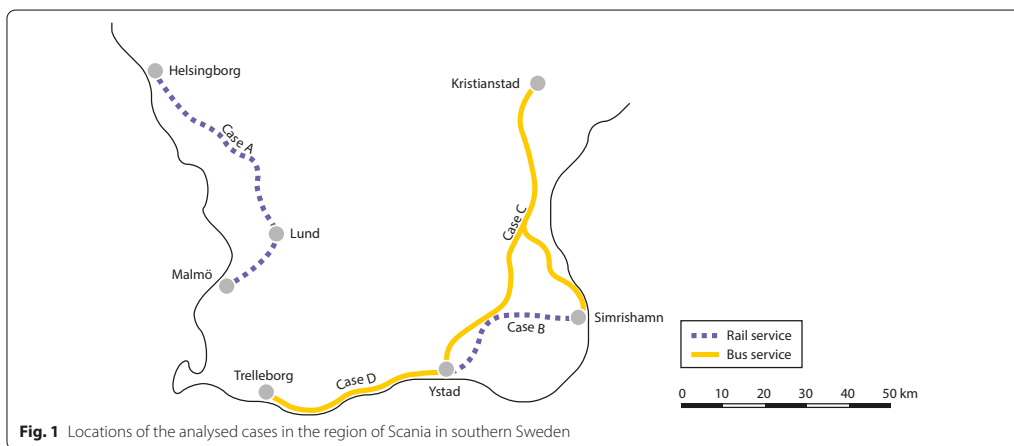 Helsingborg
Kristianstad
Case A
Lund
Case C
Malmö
Simrishamn
Case B
Rail service
Bus service
Trelleborg
Case D
Ystad
0 10 20 30 40 50 km
Fig. 1 Locations of the analysed cases in the region of Scania in southern Sweden